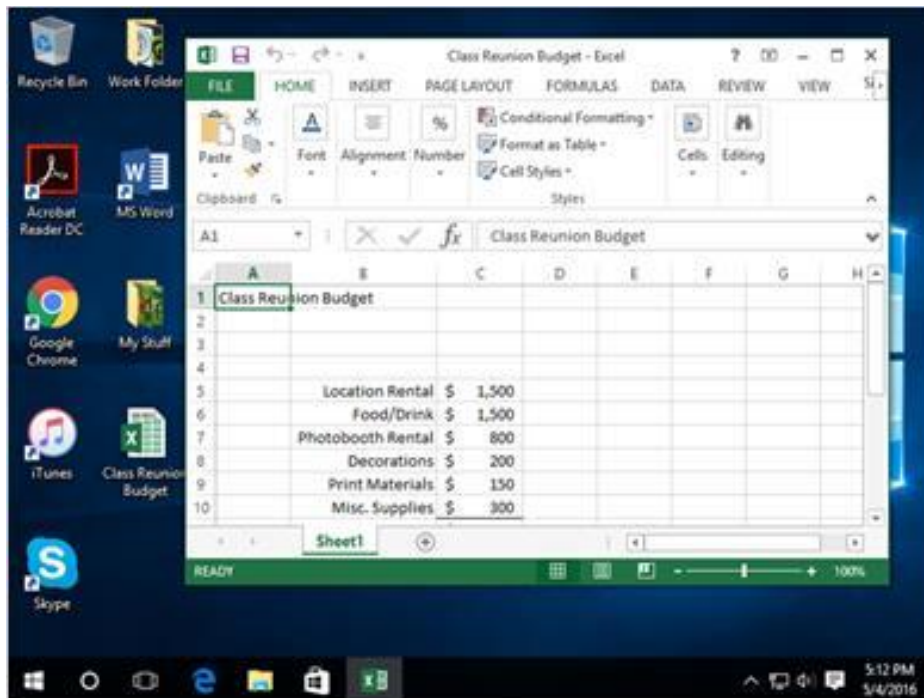 Recycle Bin
Work Folder
Acrobat
Reader DC
MS Word
Google
Chrome
My Stuff
iTunes
Class Reunion
Budget
Skype
Class Reunion Budget - Excel
?
FILE HOME INSERT PAGE LAYOUT FORMULAS DATA REVIEW VIEW
Paste
Font
Alignment
%
Number
Conditional Formatting
Format as Table
Cell Styles
Cells
Editing
Clipboard
Styles
A1 fx Class Reunion Budget
A B C D E F G H
1 Class Reunion Budget
2
3
4
5 Location Rental $ 1,500
6 Food/Drink $ 1,500
7 Photobooth Rental $ 800
8 Decorations $ 200
9 Print Materials $ 150
10 Misc. Supplies $ 300
Sheet1
READY
- + 100%
5:12 PM
5/4/2016